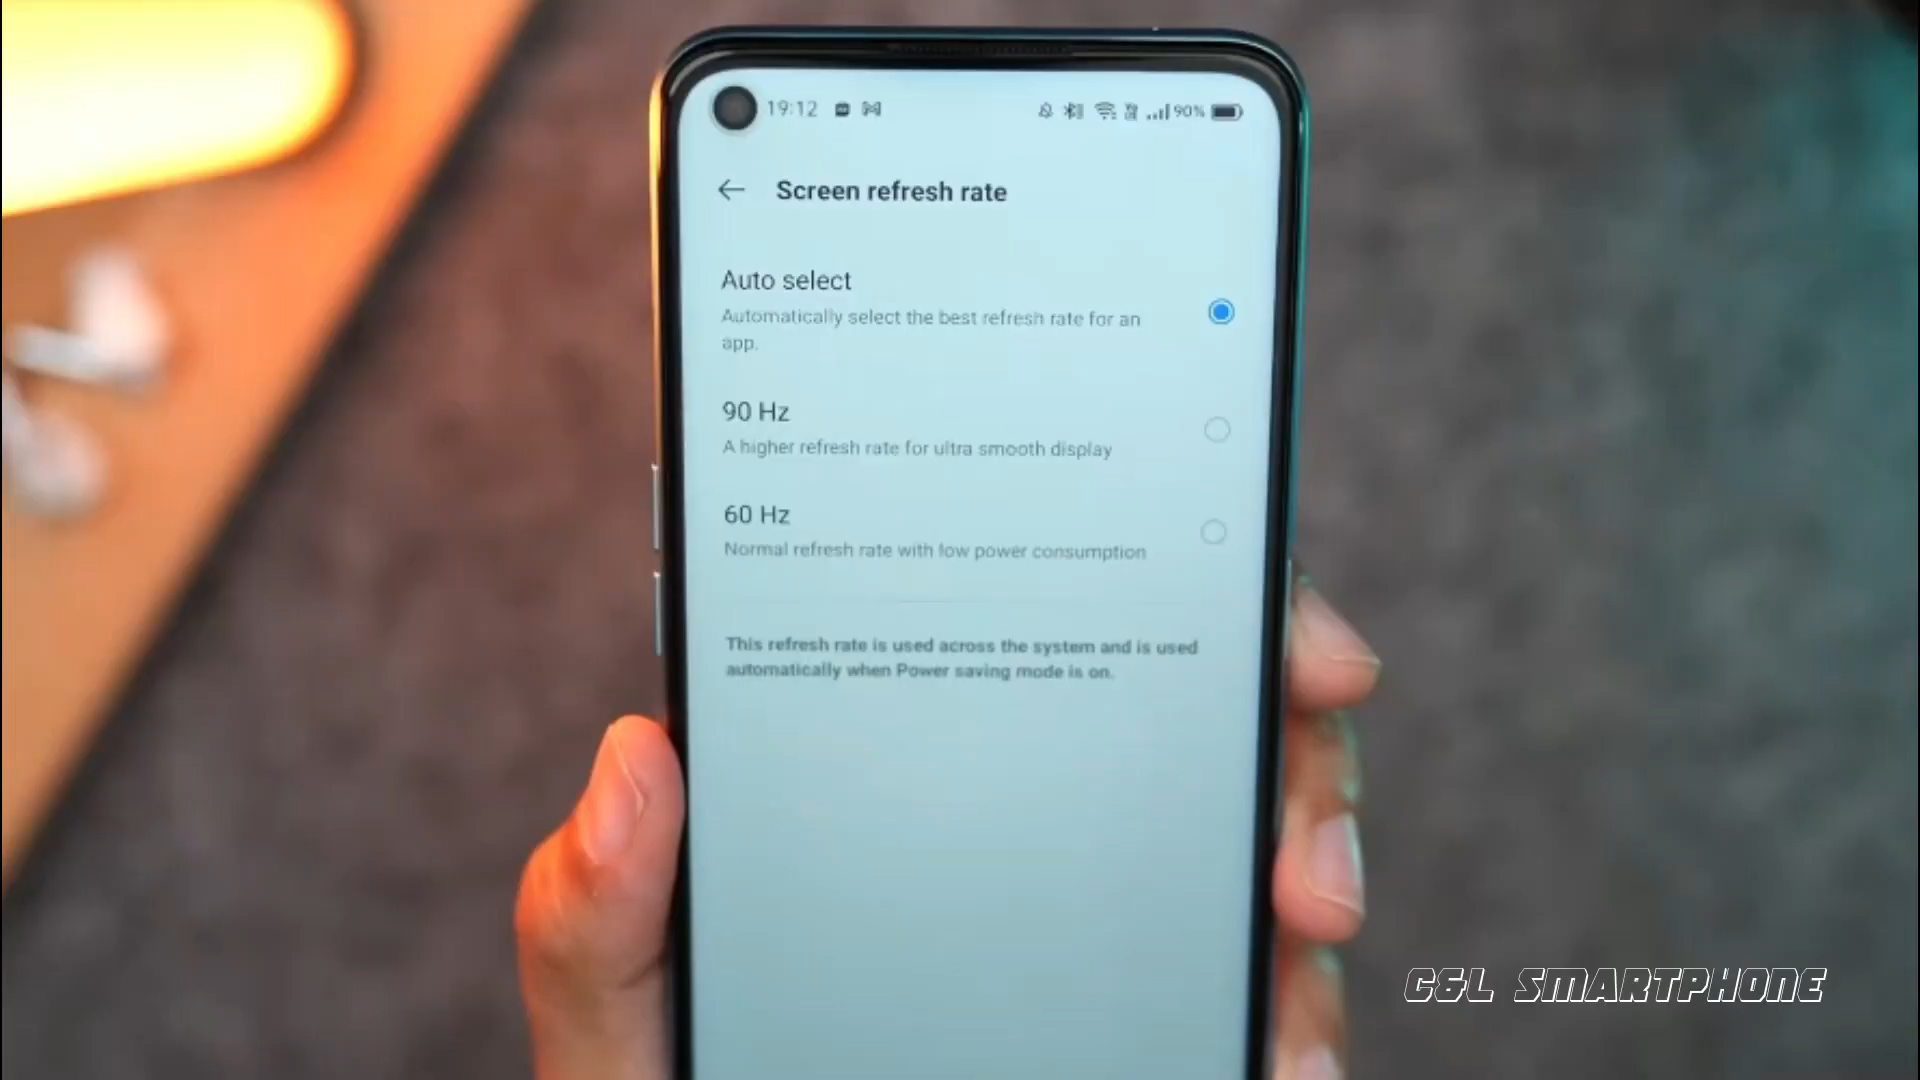 19:12
90%
Screen refresh rate
Auto select
Automatically select the best refresh rate for an
app.
90 Hz
A higher refresh rate for ultra smooth display
60 Hz
Normal refresh rate with low power consumption
This refresh rate is used across the system and is used
automatically when Power saving mode is on.
C&L SMARTPHONE